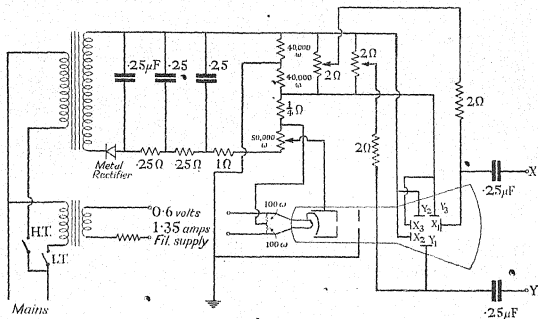 .25μF .25 .25
40,000 ω
2Ω
2Ω
40,000 ω
2Ω
¼Ω
50,000 ω
2Ω
Metal Rectifier
.25Ω .25Ω 1Ω
X
.25μF
Y₂ Y₃
X₃ X₁
X₂ Y₁
0.6 volts
1.35 amps
Fil. supply
100 ω
100 ω
H.T.
L.T.
Y
.25μF
Mains